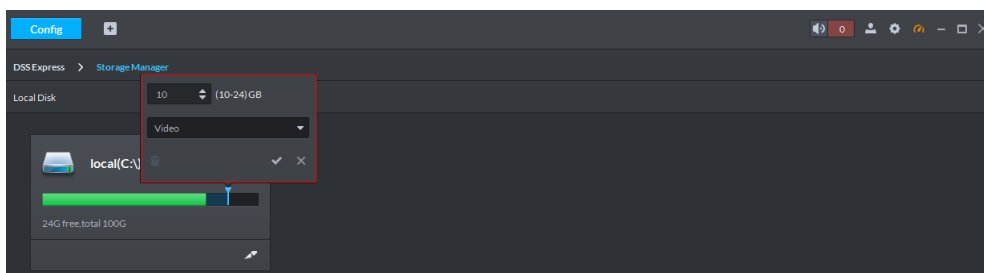 Config
0
DSS Express > Storage Manager
Local Disk
10 (10-24)GB
Video
local(C:\)
24G free,total 100G